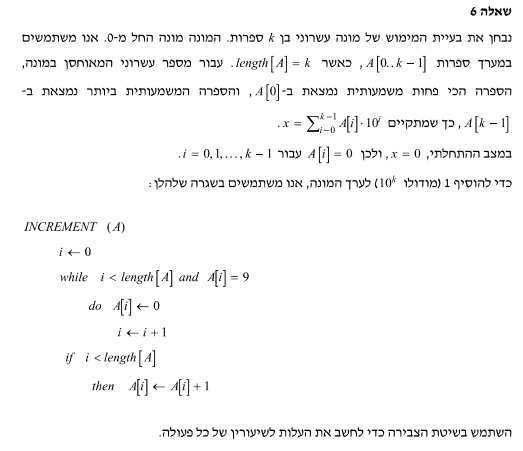 שאלה 6
נבחן את בעיית המימוש של מונה עשרוני בן k ספרות. המונה מונה החל מ-0. אנו משתמשים
במערך ספרות A[0..k−1], כאשר length[A]=k. עבור מספר עשרוני המאוחסן במונה,
הספרה הכי פחות משמעותית נמצאת ב-A[0], והספרה המשמעותית ביותר נמצאת ב-
A[k−1], כך שמתקיים x=∑_{i−0}^{k−1} A[i]·10^i.
במצב ההתחלתי, x=0, ולכן A[i]=0 עבור i=0,1,…,k−1.
כדי להוסיף 1 (מודולו 10^k) לערך המונה, אנו משתמשים בשגרה שלהלן:
INCREMENT (A)
i ← 0
while i < length[A] and A[i]=9
do A[i] ← 0
i ← i+1
if i < length[A]
then A[i] ← A[i]+1
השתמש בשיטת הצבירה כדי לחשב את העלות לשיעורין של כל פעולה.